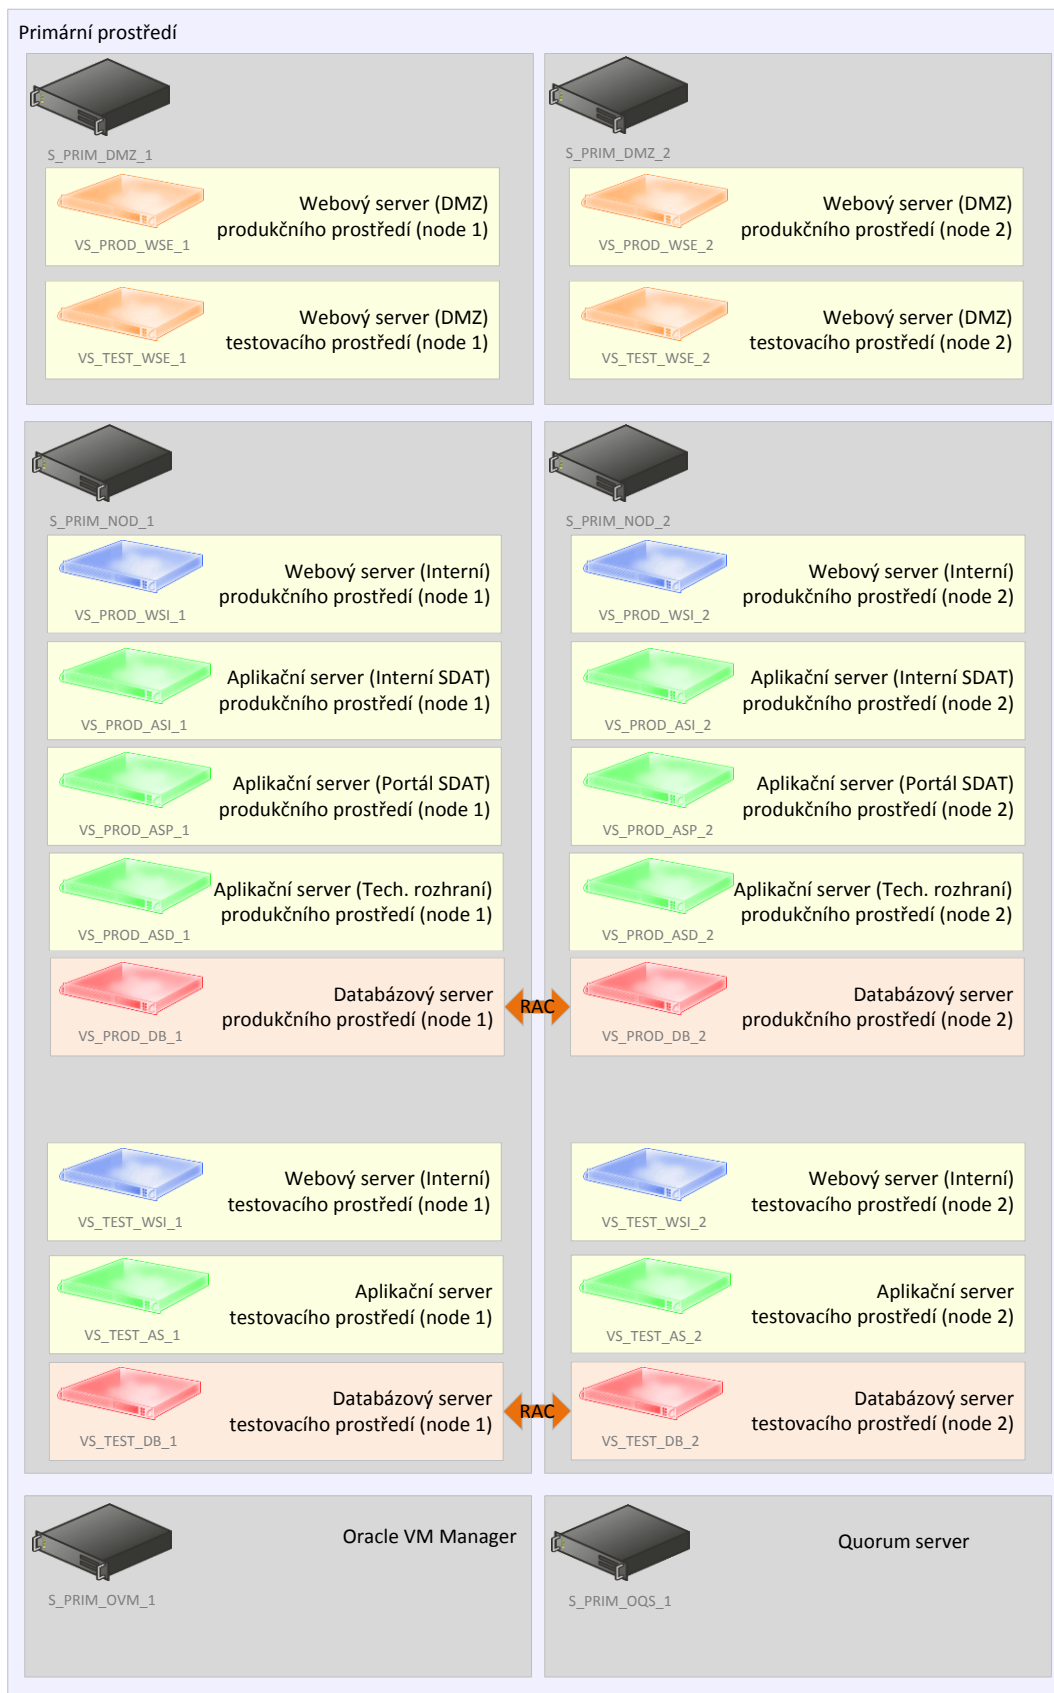 Primární prostředí
S_PRIM_DMZ_1
Webový server (DMZ)
produkčního prostředí (node 1)
VS_PROD_WSE_1
Webový server (DMZ)
testovacího prostředí (node 1)
VS_TEST_WSE_1
S_PRIM_DMZ_2
Webový server (DMZ)
produkčního prostředí (node 2)
VS_PROD_WSE_2
Webový server (DMZ)
testovacího prostředí (node 2)
VS_TEST_WSE_2
S_PRIM_NOD_1
Webový server (Interní)
produkčního prostředí (node 1)
VS_PROD_WSI_1
Aplikační server (Interní SDAT)
produkčního prostředí (node 1)
VS_PROD_ASI_1
Aplikační server (Portál SDAT)
produkčního prostředí (node 1)
VS_PROD_ASP_1
Aplikační server (Tech. rozhraní)
produkčního prostředí (node 1)
VS_PROD_ASD_1
Databázový server
produkčního prostředí (node 1)
VS_PROD_DB_1
RAC
Webový server (Interní)
testovacího prostředí (node 1)
VS_TEST_WSI_1
Aplikační server
testovacího prostředí (node 1)
VS_TEST_AS_1
Databázový server
testovacího prostředí (node 1)
VS_TEST_DB_1
RAC
S_PRIM_NOD_2
Webový server (Interní)
produkčního prostředí (node 2)
VS_PROD_WSI_2
Aplikační server (Interní SDAT)
produkčního prostředí (node 2)
VS_PROD_ASI_2
Aplikační server (Portál SDAT)
produkčního prostředí (node 2)
VS_PROD_ASP_2
Aplikační server (Tech. rozhraní)
produkčního prostředí (node 2)
VS_PROD_ASD_2
Databázový server
produkčního prostředí (node 2)
VS_PROD_DB_2
Webový server (Interní)
testovacího prostředí (node 2)
VS_TEST_WSI_2
Aplikační server
testovacího prostředí (node 2)
VS_TEST_AS_2
Databázový server
testovacího prostředí (node 2)
VS_TEST_DB_2
Oracle VM Manager
S_PRIM_OVM_1
Quorum server
S_PRIM_OQS_1